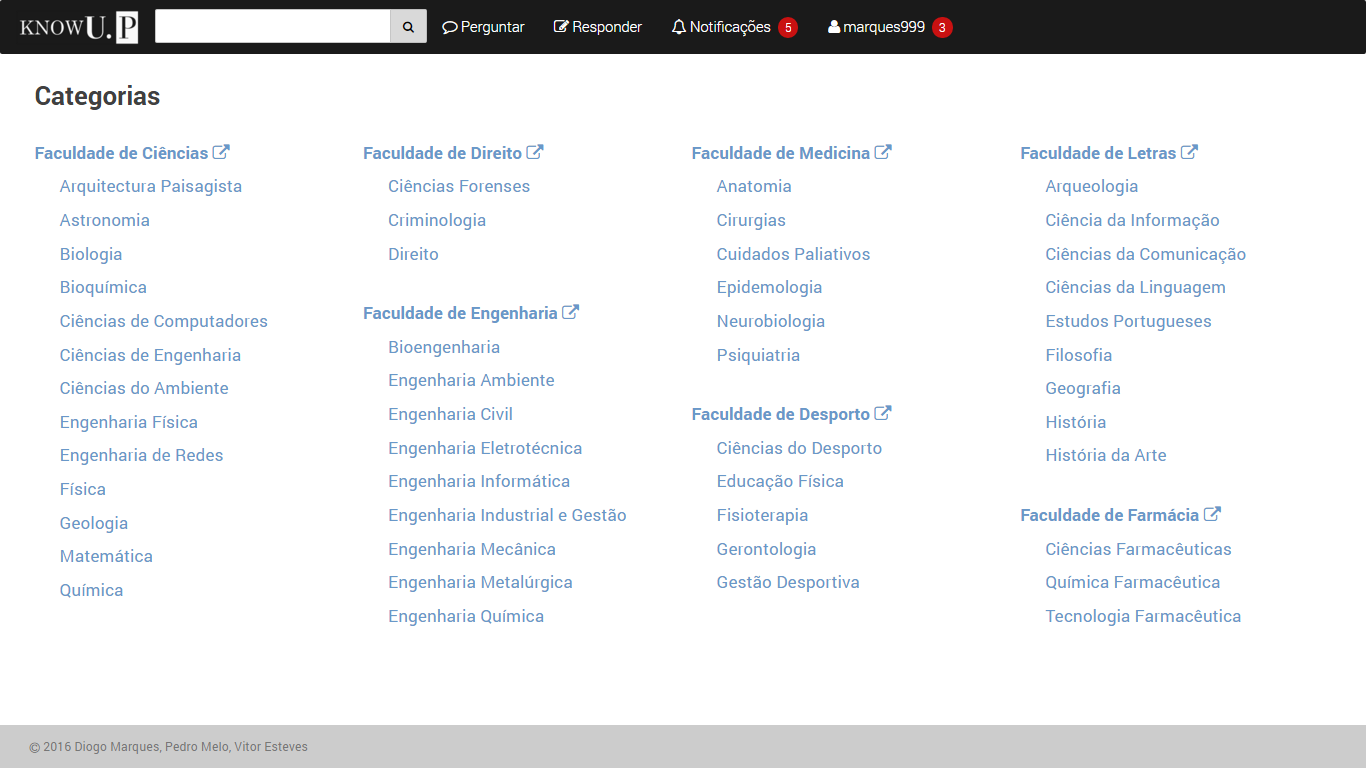 KNOWU.P
Perguntar
Responder
Notificações 5
marques999 3
Categorias
Faculdade de Ciências
Arquitectura Paisagista
Astronomia
Biologia
Bioquímica
Ciências de Computadores
Ciências de Engenharia
Ciências do Ambiente
Engenharia Física
Engenharia de Redes
Física
Geologia
Matemática
Química
Faculdade de Direito
Ciências Forenses
Criminologia
Direito
Faculdade de Engenharia
Bioengenharia
Engenharia Ambiente
Engenharia Civil
Engenharia Eletrotécnica
Engenharia Informática
Engenharia Industrial e Gestão
Engenharia Mecânica
Engenharia Metalúrgica
Engenharia Química
Faculdade de Medicina
Anatomia
Cirurgias
Cuidados Paliativos
Epidemologia
Neurobiologia
Psiquiatria
Faculdade de Desporto
Ciências do Desporto
Educação Física
Fisioterapia
Gerontologia
Gestão Desportiva
Faculdade de Letras
Arqueologia
Ciência da Informação
Ciências da Comunicação
Ciências da Linguagem
Estudos Portugueses
Filosofia
Geografia
História
História da Arte
Faculdade de Farmácia
Ciências Farmacêuticas
Química Farmacêutica
Tecnologia Farmacêutica
© 2016 Diogo Marques, Pedro Melo, Vitor Esteves